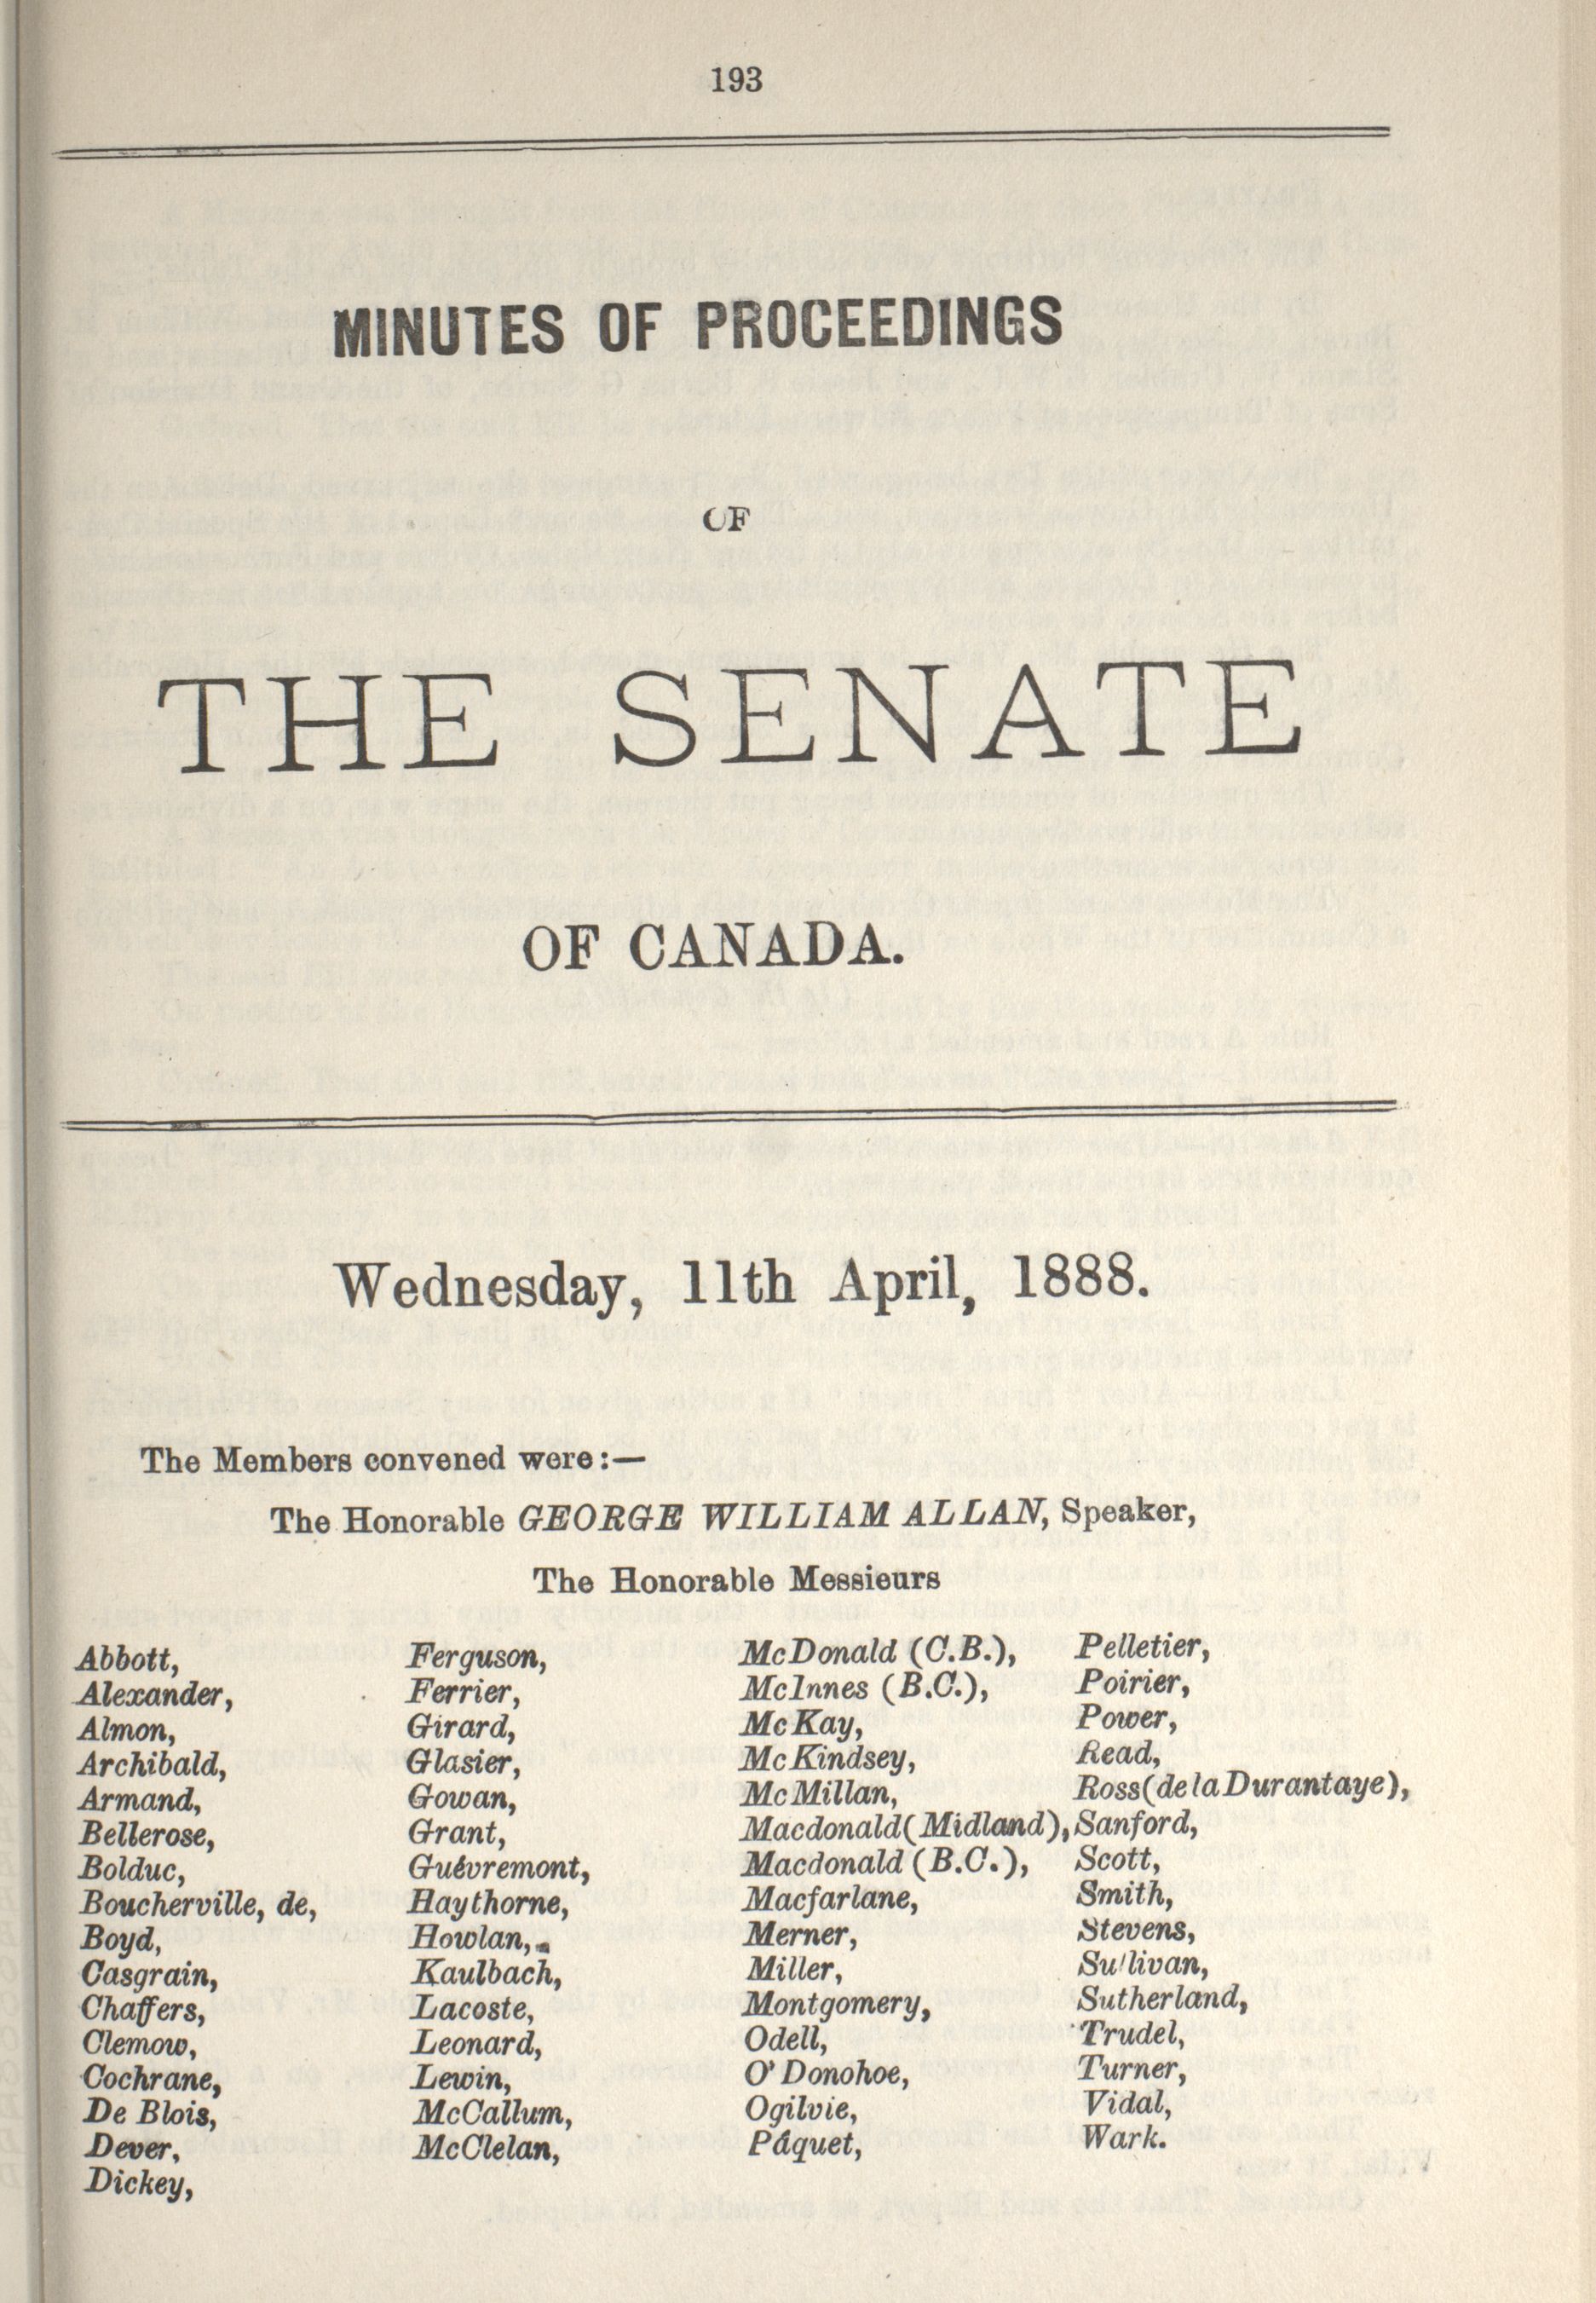 193
MINUTES OF PROCEEDINGS
OF
THE SENATE
OF CANADA.
Wednesday, 11th April, 1888.
The Members convened were:—
The Honorable GEORGE WILLIAM ALLAN, Speaker,
The Honorable Messieurs
Abbott,
Alexander,
Almon,
Archibald,
Armand,
Bellerose,
Bolduc,
Boucherville, de,
Boyd,
Casgrain,
Chaffers,
Clemow,
Cochrane,
De Blois,
Dever,
Dickey,
Ferguson,
Ferrier,
Girard,
Glasier,
Gowan,
Grant,
Guévremont,
Haythorne,
Howlan,
Kaulbach,
Lacoste,
Leonard,
Lewin,
McCallum,
McClelan,
McDonald (C.B.),
McInnes (B.C.),
McKay,
McKindsey,
McMillan,
Macdonald (Midland),
Macdonald (B.C.),
Macfarlane,
Merner,
Miller,
Montgomery,
Odell,
O'Donohoe,
Ogilvie,
Pâquet,
Pelletier,
Poirier,
Power,
Read,
Ross (de la Durantaye),
Sanford,
Scott,
Smith,
Stevens,
Sullivan,
Sutherland,
Trudel,
Turner,
Vidal,
Wark.